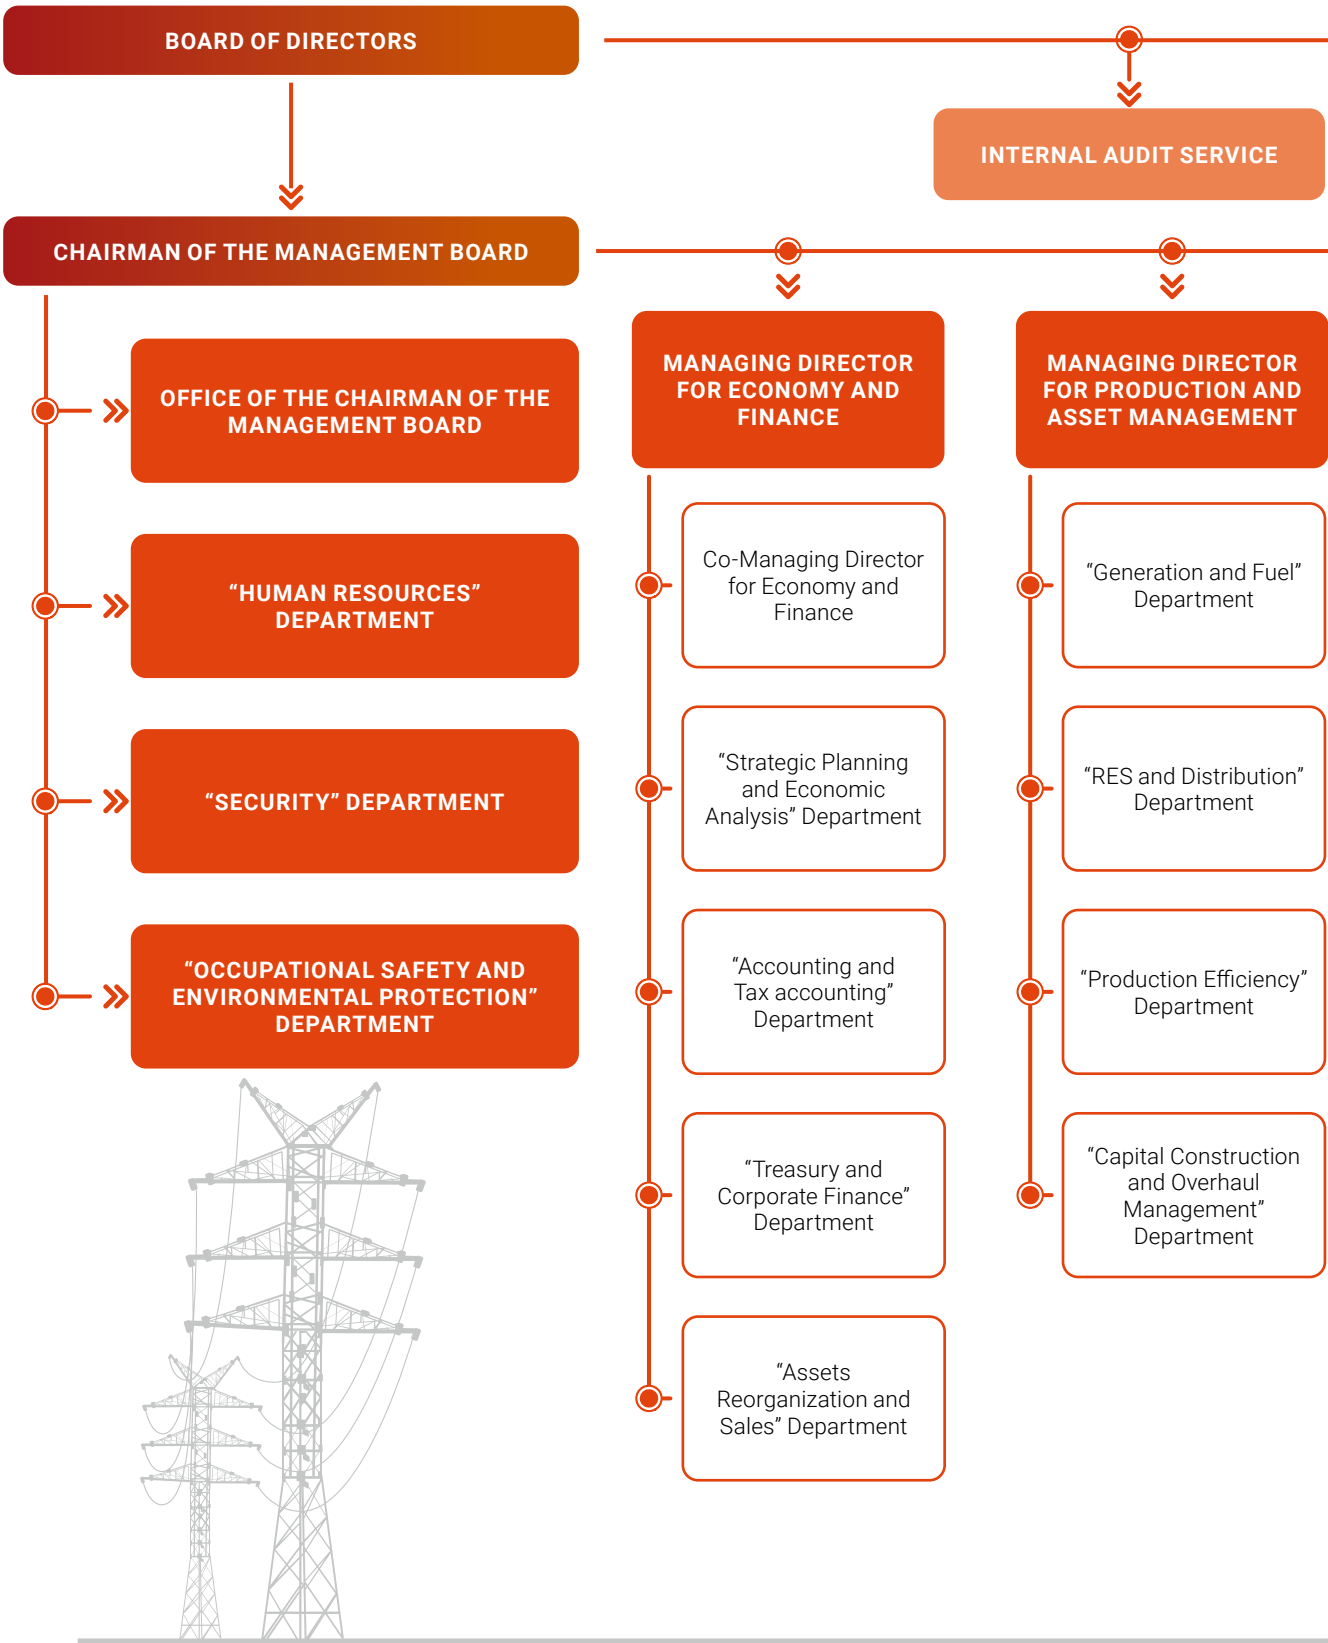 BOARD OF DIRECTORS
INTERNAL AUDIT SERVICE
CHAIRMAN OF THE MANAGEMENT BOARD
OFFICE OF THE CHAIRMAN OF THE
MANAGEMENT BOARD
“HUMAN RESOURCES”
DEPARTMENT
“SECURITY” DEPARTMENT
“OCCUPATIONAL SAFETY AND
ENVIRONMENTAL PROTECTION”
DEPARTMENT
MANAGING DIRECTOR
FOR ECONOMY AND
FINANCE
Co-Managing Director
for Economy and
Finance
“Strategic Planning
and Economic
Analysis” Department
“Accounting and
Tax accounting”
Department
“Treasury and
Corporate Finance”
Department
“Assets
Reorganization and
Sales” Department
MANAGING DIRECTOR
FOR PRODUCTION AND
ASSET MANAGEMENT
“Generation and Fuel”
Department
“RES and Distribution”
Department
“Production Efficiency”
Department
“Capital Construction
and Overhaul
Management”
Department